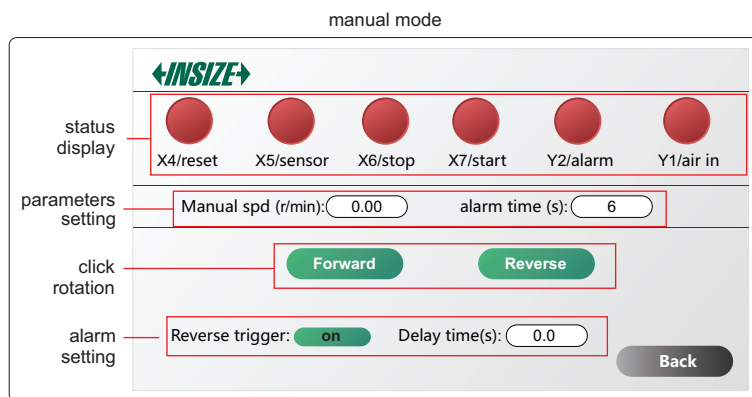 manual mode
INSIZE
status display
X4/reset X5/sensor X6/stop X7/start Y2/alarm Y1/air in
parameters setting
Manual spd (r/min): 0.00 alarm time (s): 6
click rotation
Forward Reverse
alarm setting
Reverse trigger: on Delay time(s): 0.0
Back